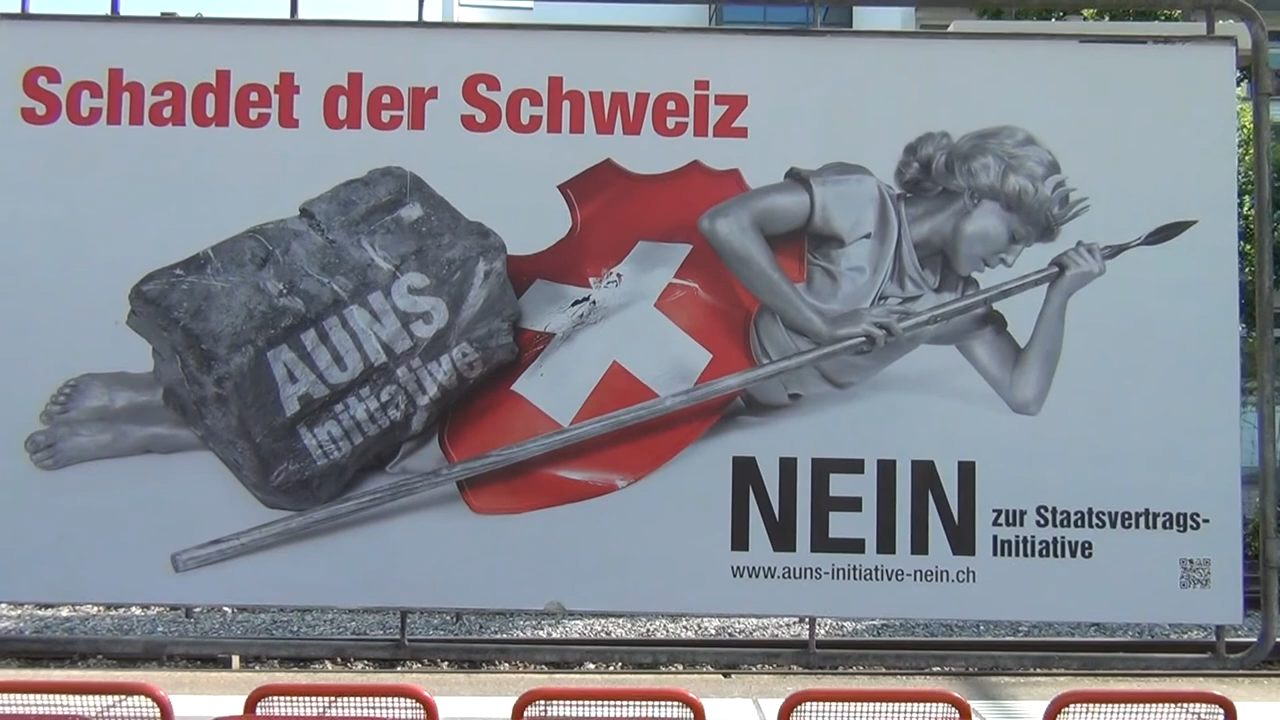 Schadet der Schweiz
AUNS
Initiative
NEIN
zur Staatsvertrags-
Initiative
www.auns-initiative-nein.ch